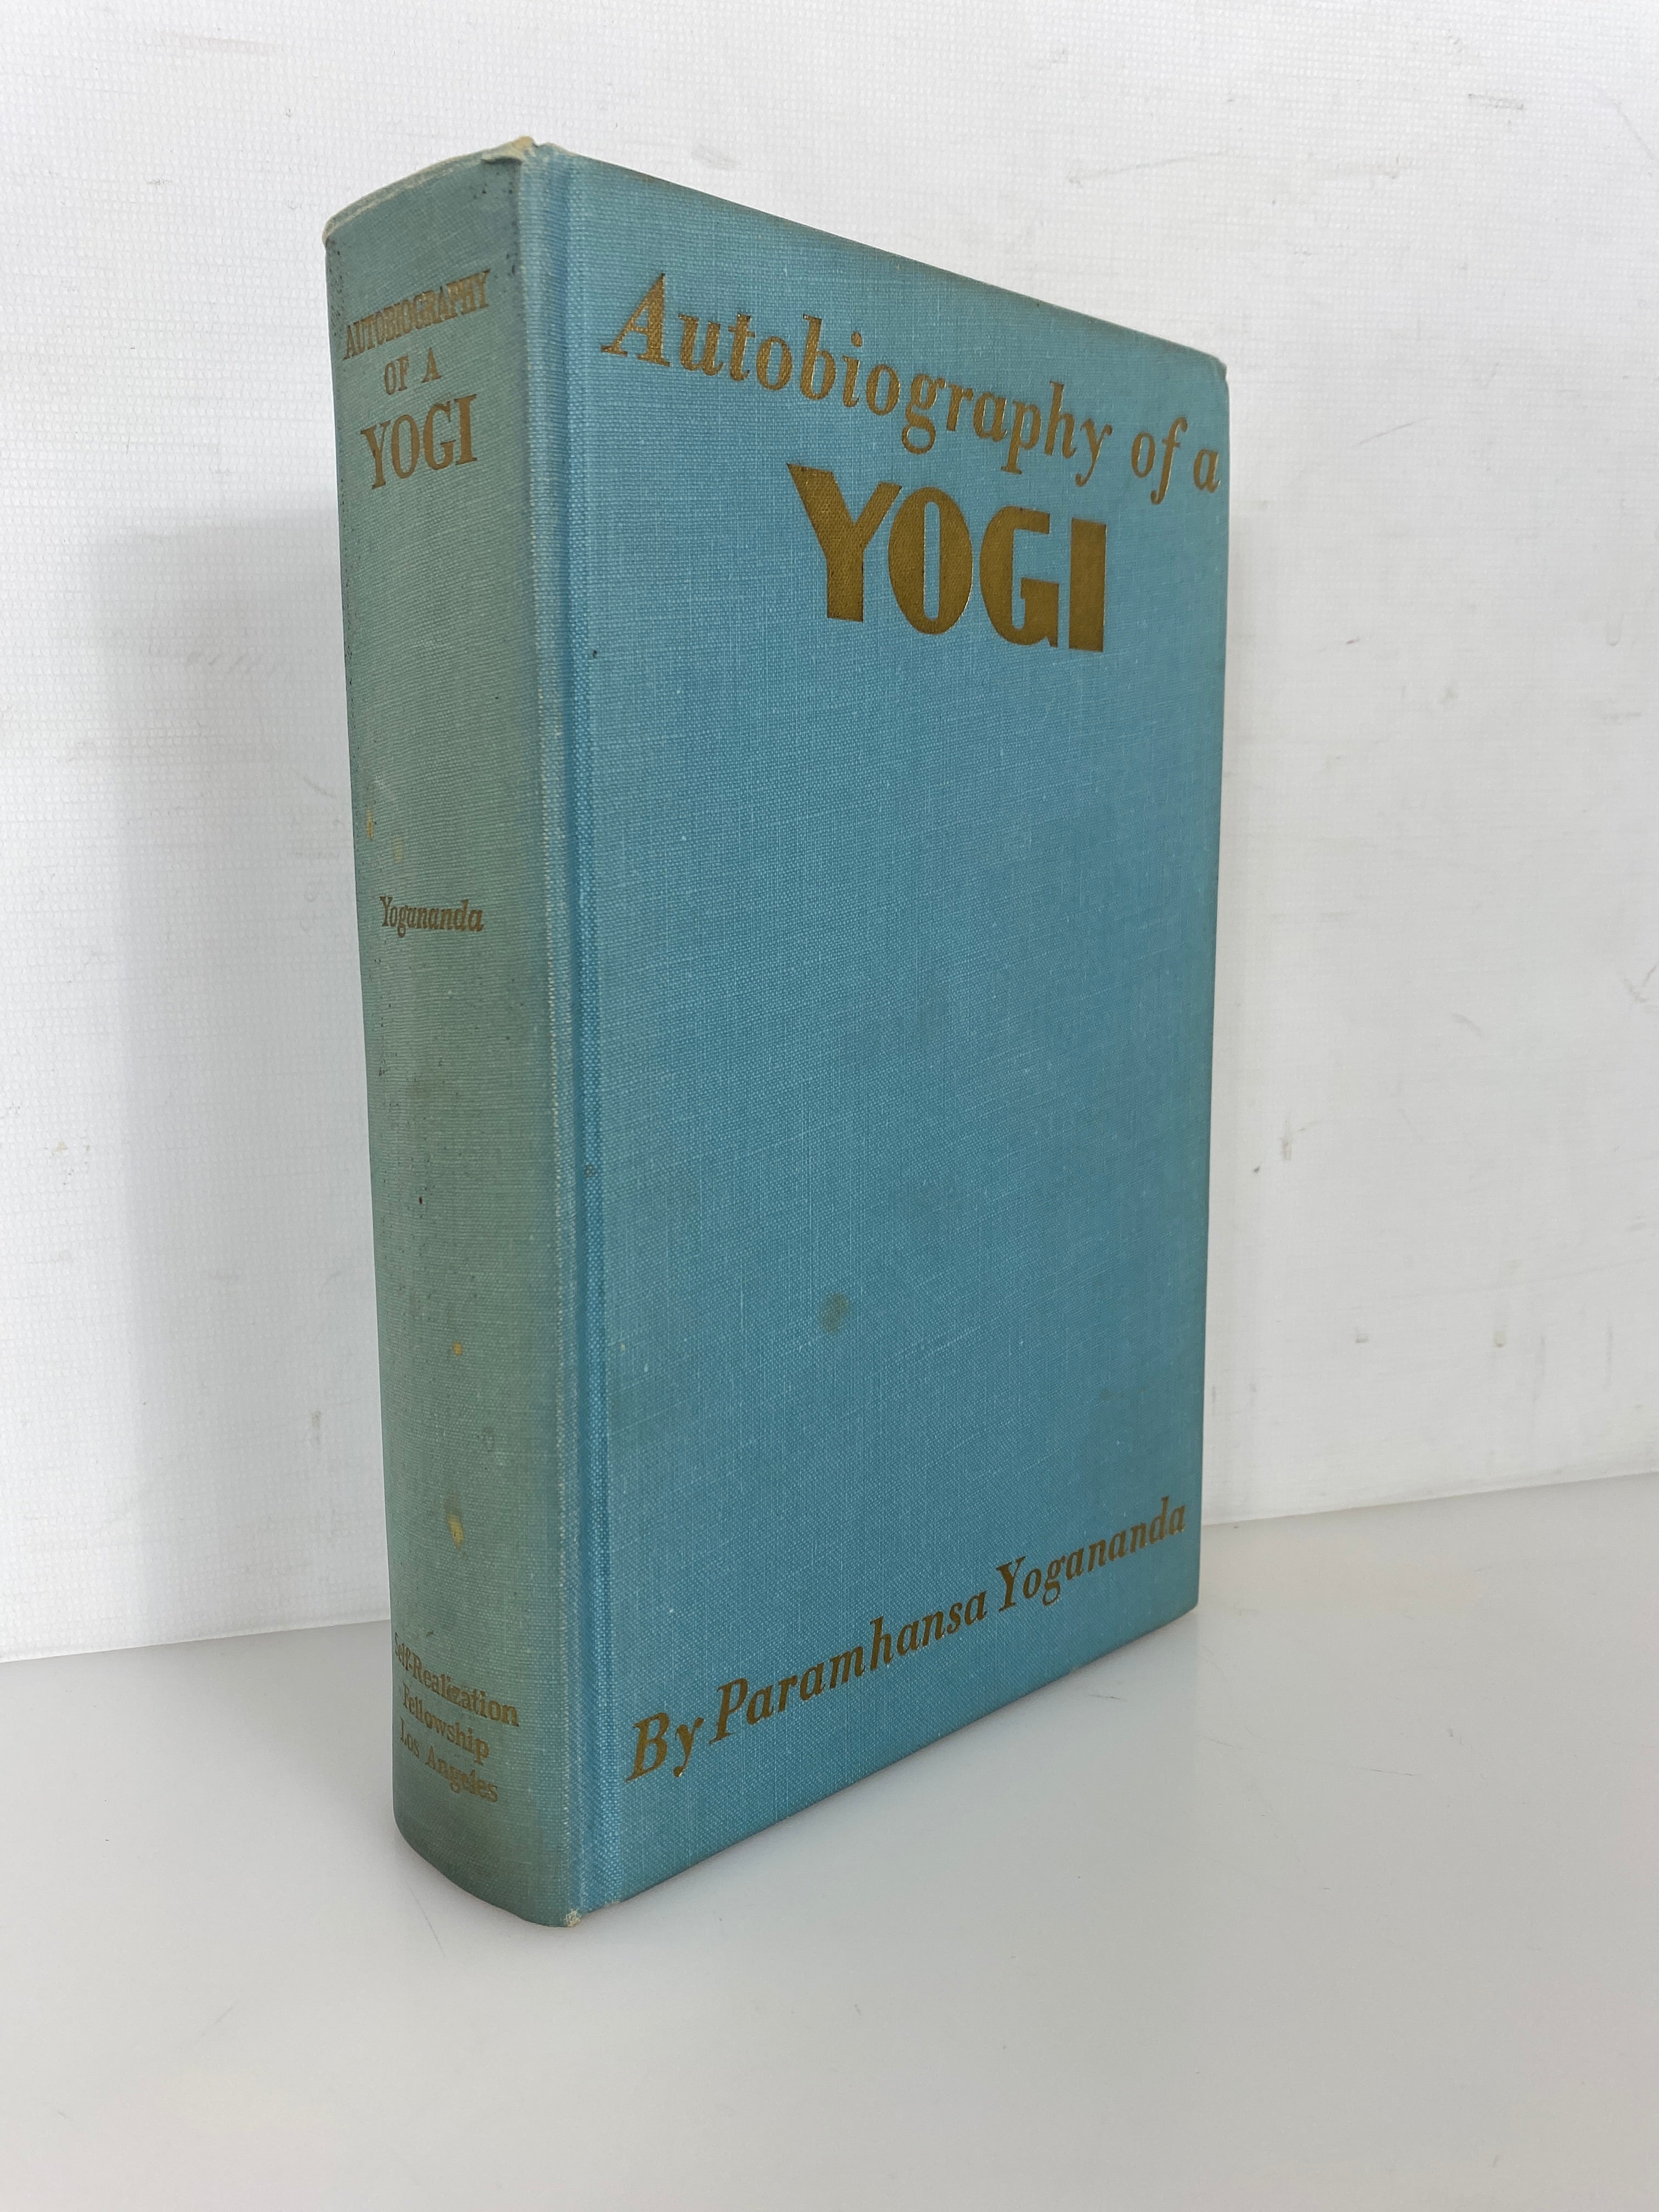 AUTOBIOGRAPHY
OF A
YOGI
Yogananda
Self-Realization
Fellowship
Los Angeles
Autobiography of a
YOGI
By Paramhansa Yogananda